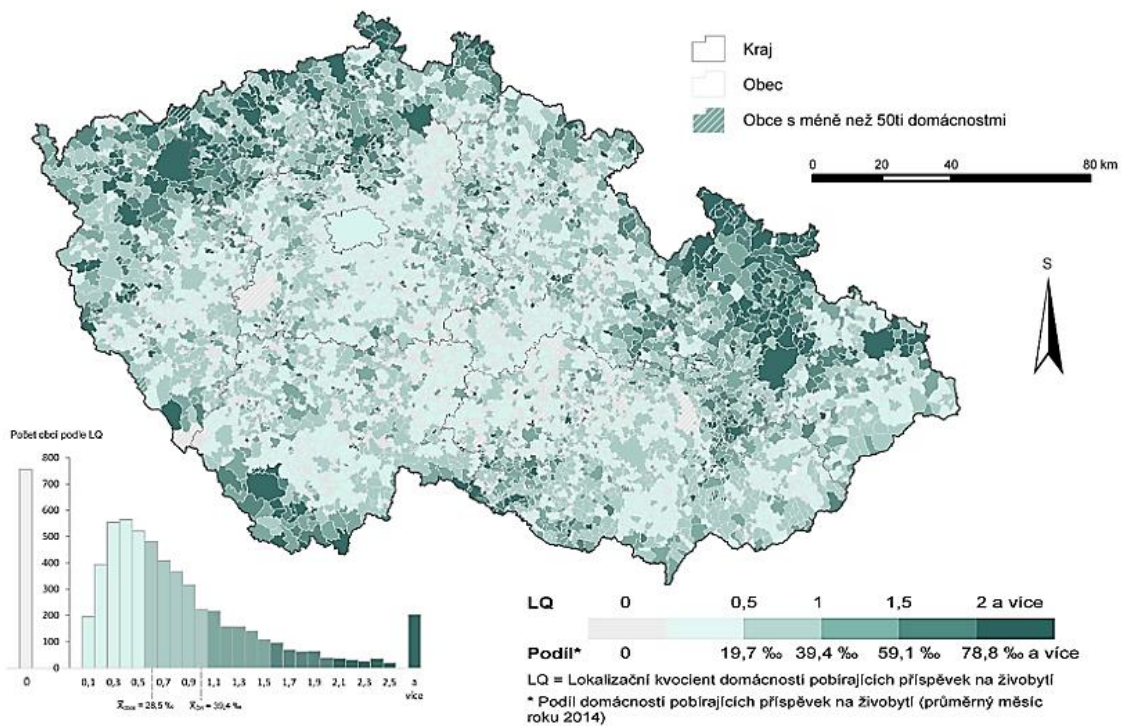 Kraj
Obec
Obce s méně než 50ti domácnostmi
0 20 40 80 km
S
Počet obcí podle LQ
800
700
600
500
400
300
200
100
0
0 0,1 0,3 0,5 0,7 0,9 1,1 1,3 1,5 1,7 1,9 2,1 2,3 2,5 a více
= 28,5 ‰ = 39,4 ‰
LQ 0 0,5 1 1,5 2 a více
Podíl* 0 19,7 ‰ 39,4 ‰ 59,1 ‰ 78,8 ‰ a více
LQ = Lokalizační kvocient domácností pobírajících příspěvek na živobytí
* Podíl domácností pobírajících příspěvek na živobytí (průměrný měsíc
roku 2014)